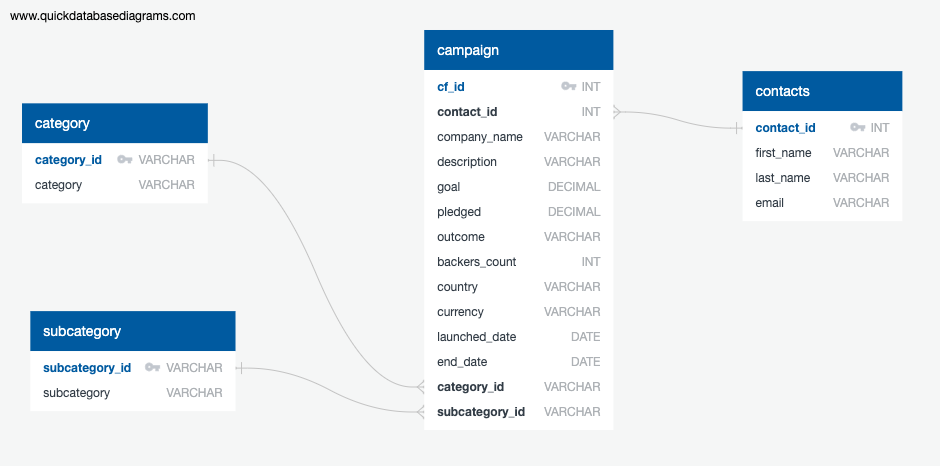 www.quickdatabasediagrams.com
category
category_id VARCHAR
category VARCHAR
subcategory
subcategory_id VARCHAR
subcategory VARCHAR
campaign
cf_id INT
contact_id INT
company_name VARCHAR
description VARCHAR
goal DECIMAL
pledged DECIMAL
outcome VARCHAR
backers_count INT
country VARCHAR
currency VARCHAR
launched_date DATE
end_date DATE
category_id VARCHAR
subcategory_id VARCHAR
contacts
contact_id INT
first_name VARCHAR
last_name VARCHAR
email VARCHAR